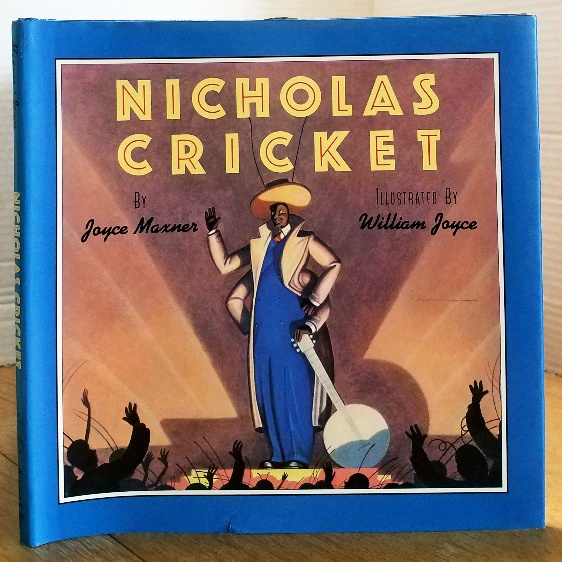 NICHOLAS
CRICKET
BY
Joyce Maxner
ILLUSTRATED BY
William Joyce
NICHOLAS CRICKET